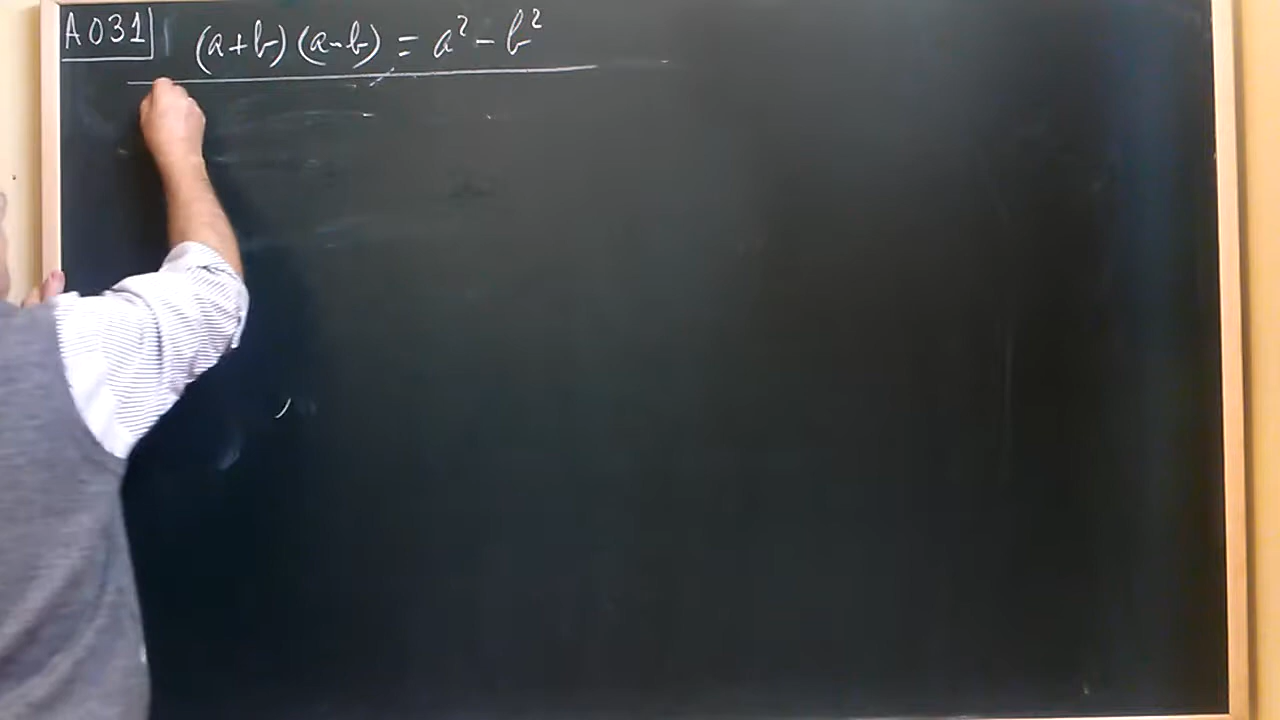 A031 (a+b)(a-b) = a² - b²